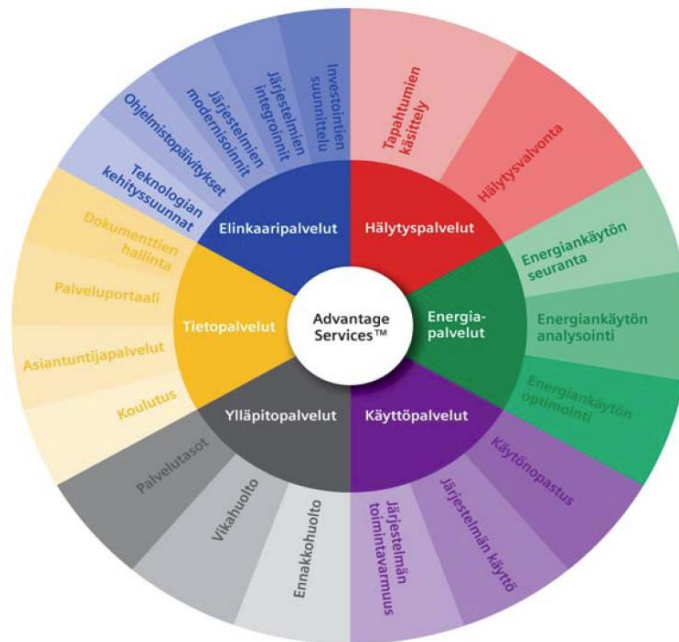 Advantage
Services™
Hälytyspalvelut
Tapahtumien
käsittely
Hälytysvalvonta
Energia-
palvelut
Energiankäytön
seuranta
Energiankäytön
analysointi
Energiankäytön
optimointi
Käyttöpalvelut
Käytönopastus
Järjestelmän käyttö
Järjestelmän
toimintavarmuus
Ylläpitopalvelut
Ennakkohuolto
Vikahuolto
Palvelutasot
Tietopalvelut
Koulutus
Asiantuntijapalvelut
Palveluportaali
Dokumenttien
hallinta
Elinkaaripalvelut
Teknologian
kehityssuunnat
Ohjelmistopäivitykset
Järjestelmien
modernisoinnit
Järjestelmien
integroinnit
Investointien
suunnittelu